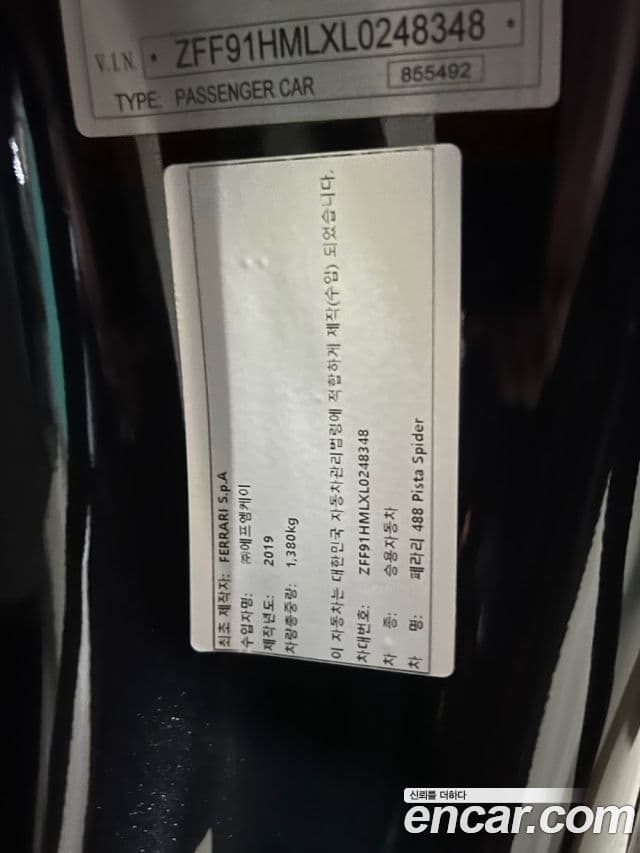 V.I.N. * ZFF91HMLXL0248348 *
TYPE: PASSENGER CAR 855492
최초 제작자: FERRARI S.p.A
수입자명: ㈜에프엠케이
제작년도: 2019
차량총중량: 1,380kg
이 자동차는 대한민국 자동차관리법령에 적합하게 제작(수입) 되었습니다.
차대번호: ZFF91HMLXL0248348
차 종: 승용자동차
차 명: 페라리 488 Pista Spider
신뢰를 더하다
encar.com